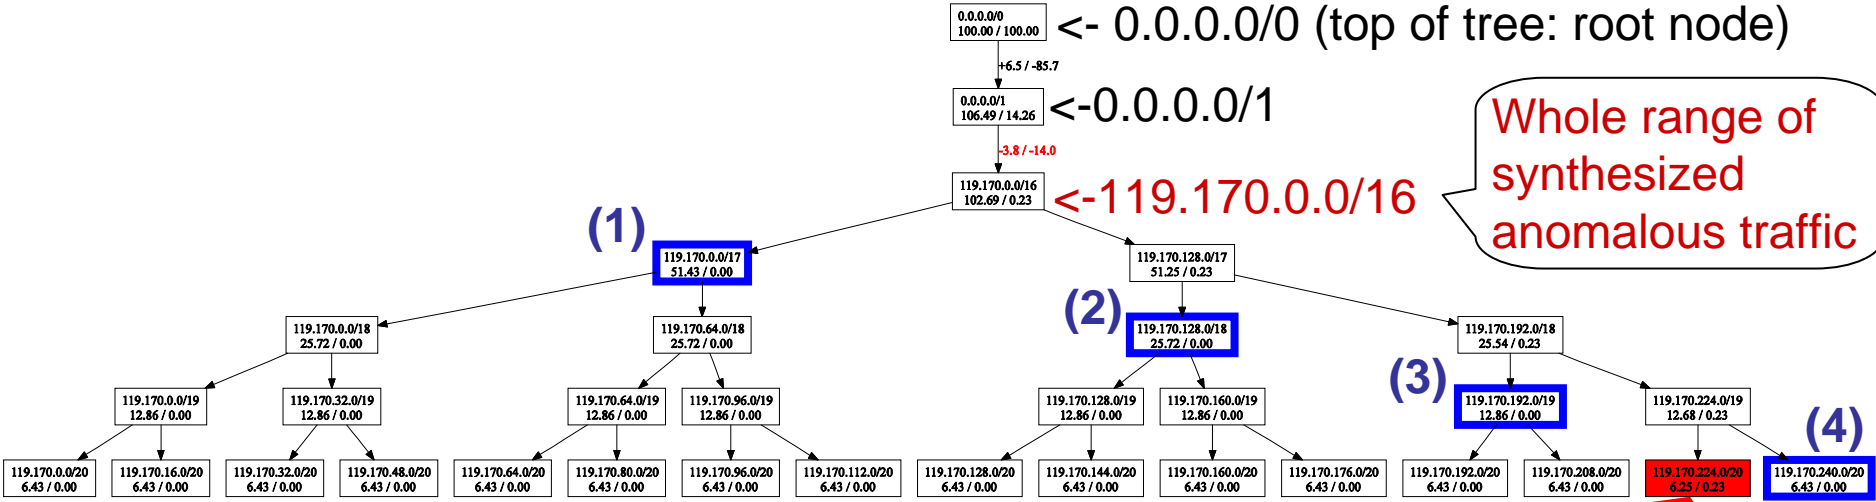 0.0.0.0/0
100.00 / 100.00
<- 0.0.0.0/0 (top of tree: root node)
+6.5 / -85.7
0.0.0.0/1
106.49 / 14.26
<-0.0.0.0/1
-3.8 / -14.0
119.170.0.0/16
102.69 / 0.23
<-119.170.0.0/16
Whole range of
synthesized
anomalous traffic
(1)
119.170.0.0/17
51.43 / 0.00
119.170.128.0/17
51.25 / 0.23
119.170.0.0/18
25.72 / 0.00
119.170.64.0/18
25.72 / 0.00
(2)
119.170.128.0/18
25.72 / 0.00
119.170.192.0/18
25.54 / 0.23
119.170.0.0/19
12.86 / 0.00
119.170.32.0/19
12.86 / 0.00
119.170.64.0/19
12.86 / 0.00
119.170.96.0/19
12.86 / 0.00
119.170.128.0/19
12.86 / 0.00
119.170.160.0/19
12.86 / 0.00
(3)
119.170.192.0/19
12.86 / 0.00
119.170.224.0/19
12.68 / 0.23
(4)
119.170.0.0/20
6.43 / 0.00
119.170.16.0/20
6.43 / 0.00
119.170.32.0/20
6.43 / 0.00
119.170.48.0/20
6.43 / 0.00
119.170.64.0/20
6.43 / 0.00
119.170.80.0/20
6.43 / 0.00
119.170.96.0/20
6.43 / 0.00
119.170.112.0/20
6.43 / 0.00
119.170.128.0/20
6.43 / 0.00
119.170.144.0/20
6.43 / 0.00
119.170.160.0/20
6.43 / 0.00
119.170.176.0/20
6.43 / 0.00
119.170.192.0/20
6.43 / 0.00
119.170.208.0/20
6.43 / 0.00
119.170.224.0/20
6.25 / 0.23
119.170.240.0/20
6.43 / 0.00